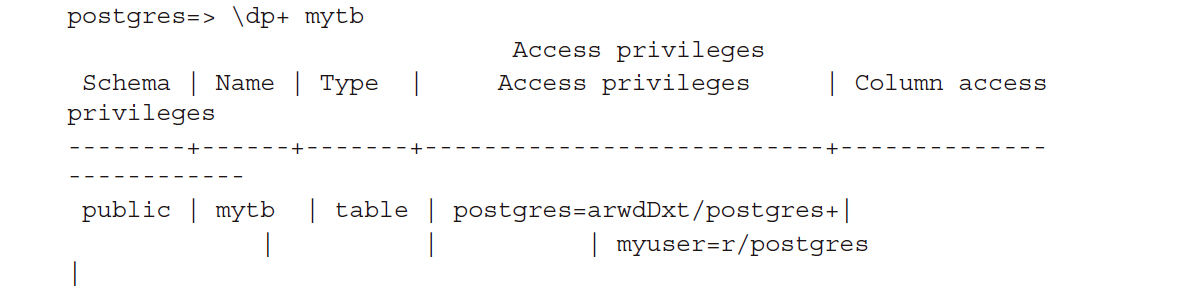 postgres=> \dp+ mytb
Access privileges
Schema | Name | Type | Access privileges | Column access
privileges
--------+------+-------+---------------------------+--------------
------------
public | mytb | table | postgres=arwdDxt/postgres+|
| | | myuser=r/postgres
|